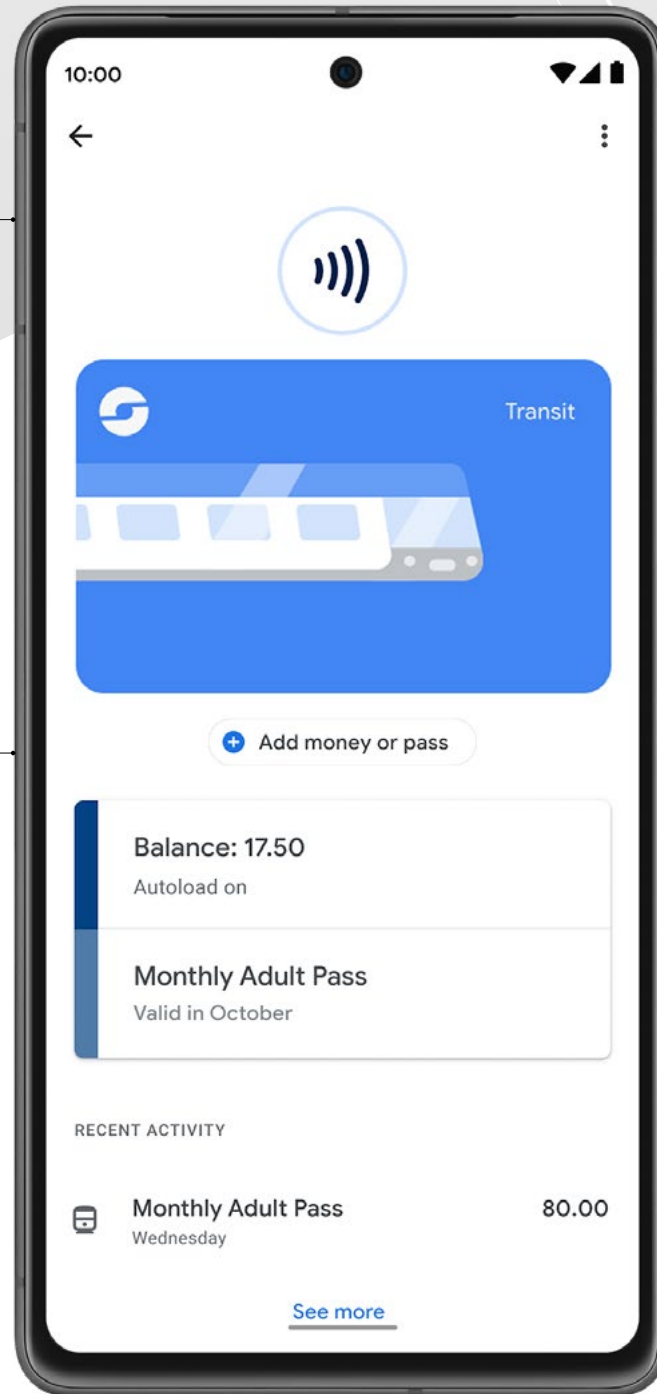 10:00
Transit
Add money or pass
Balance: 17.50
Autoload on
Monthly Adult Pass
Valid in October
RECENT ACTIVITY
Monthly Adult Pass 80.00
Wednesday
See more